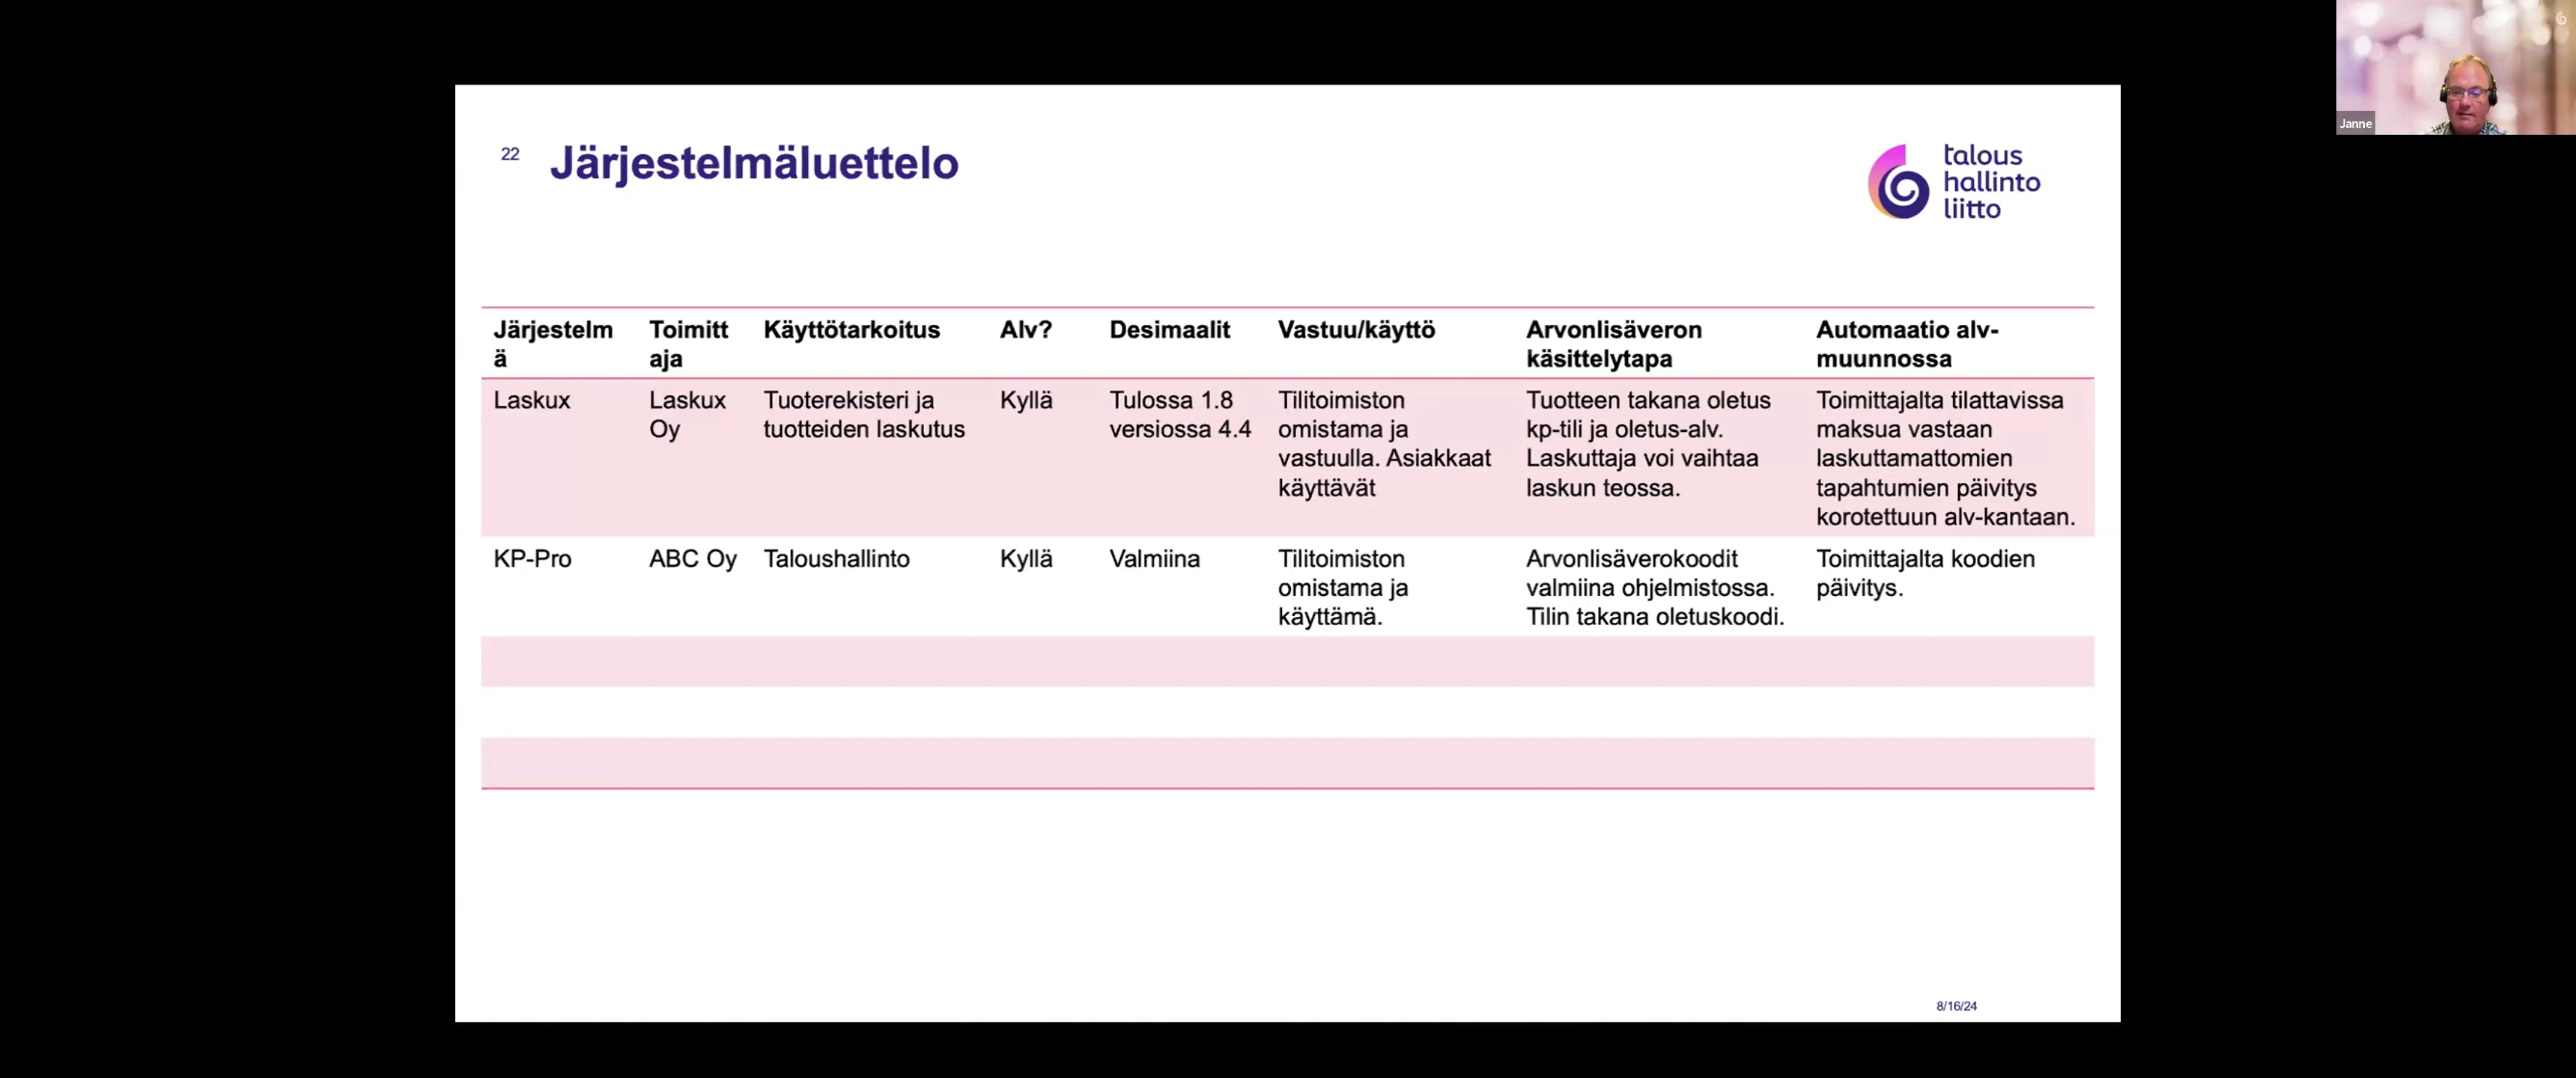 Janne
22
Järjestelmäluettelo
talous
hallinto
liitto
Järjestelm
ä
Toimitt
aja
Käyttötarkoitus
Alv?
Desimaalit
Vastuu/käyttö
Arvonlisäveron
käsittelytapa
Automaatio alv-
muunnossa
Laskux
Laskux
Oy
Tuoterekisteri ja
tuotteiden laskutus
Kyllä
Tulossa 1.8
versiossa 4.4
Tilitoimiston
omistama ja
vastuulla. Asiakkaat
käyttävät
Tuotteen takana oletus
kp-tili ja oletus-alv.
Laskuttaja voi vaihtaa
laskun teossa.
Toimittajalta tilattavissa
maksua vastaan
laskuttamattomien
tapahtumien päivitys
korotettuun alv-kantaan.
KP-Pro
ABC Oy
Taloushallinto
Kyllä
Valmiina
Tilitoimiston
omistama ja
käyttämä.
Arvonlisäverokoodit
valmiina ohjelmistossa.
Tilin takana oletuskoodi.
Toimittajalta koodien
päivitys.
8/16/24